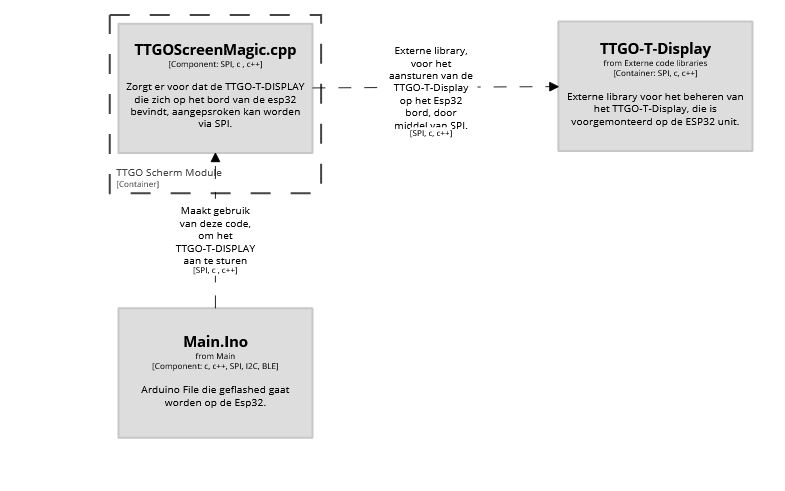 TTGOScreenMagic.cpp
[Component: SPI, c , c++]
Zorgt er voor dat de TTGO-T-DISPLAY
die zich op het bord van de esp32
bevindt, aangepsroken kan worden
via SPI.
TTGO Scherm Module
[Container]
Externe library,
voor het
aansturen van de
TTGO-T-Display
op het Esp32
bord, door
middel van SPI.
[SPI, c, c++]
TTGO-T-Display
from Externe code libraries
[Container: SPI, c, c++]
Externe library voor het beheren van
het TTGO-T-Display, die is
voorgemonteerd op de ESP32 unit.
Maakt gebruik
van deze code,
om het
TTGO-T-DISPLAY
aan te sturen
[SPI, c , c++]
Main.Ino
from Main
[Component: c, c++, SPI, I2C, BLE]
Arduino File die geflashed gaat
worden op de Esp32.